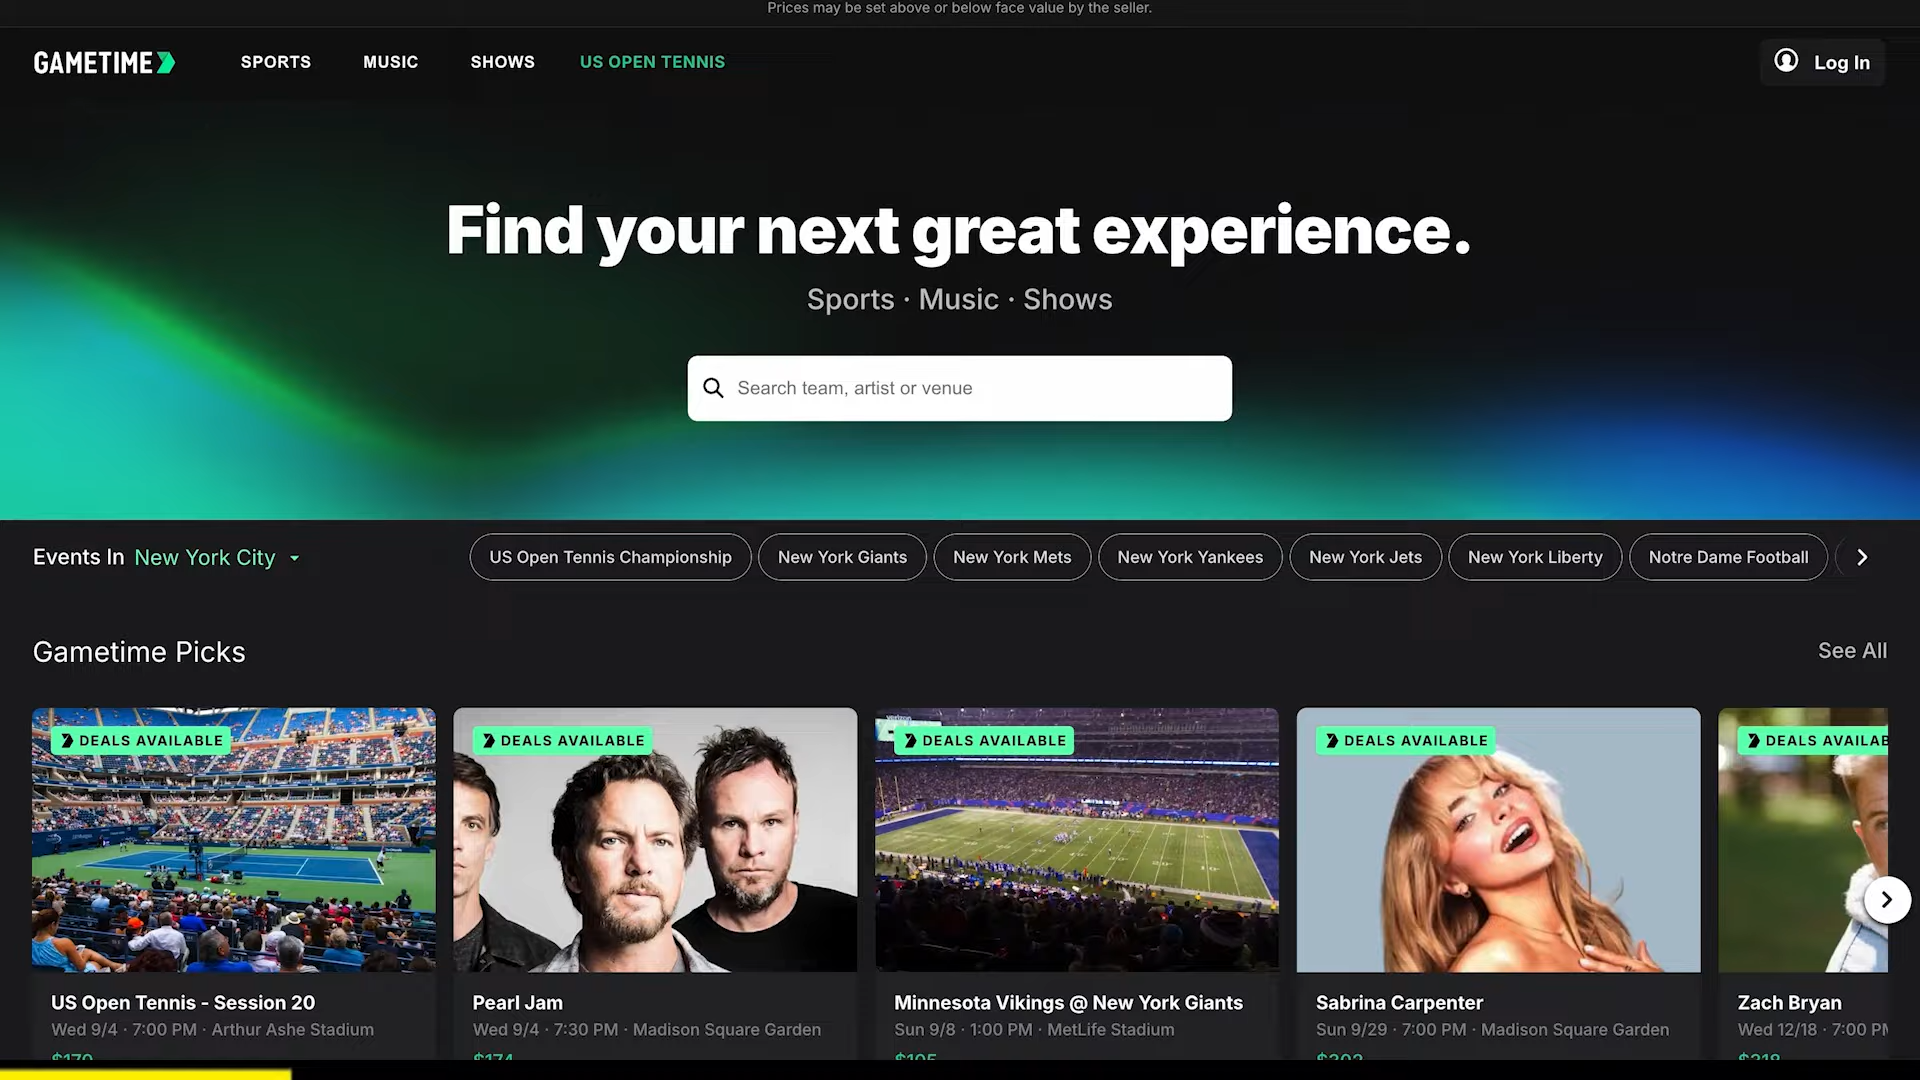 Prices may be set above or below face value by the seller.
GAMETIME
SPORTS
MUSIC
SHOWS
US OPEN TENNIS
Log In
Find your next great experience.
Sports · Music · Shows
Search team, artist or venue
Events In New York City
US Open Tennis Championship
New York Giants
New York Mets
New York Yankees
New York Jets
New York Liberty
Notre Dame Football
Gametime Picks
See All
DEALS AVAILABLE
DEALS AVAILABLE
DEALS AVAILABLE
DEALS AVAILABLE
DEALS AVAILAB
US Open Tennis - Session 20
Wed 9/4 · 7:00 PM · Arthur Ashe Stadium
Pearl Jam
Wed 9/4 · 7:30 PM · Madison Square Garden
Minnesota Vikings @ New York Giants
Sun 9/8 · 1:00 PM · MetLife Stadium
Sabrina Carpenter
Sun 9/29 · 7:00 PM · Madison Square Garden
Zach Bryan
Wed 12/18 · 7:00 PM